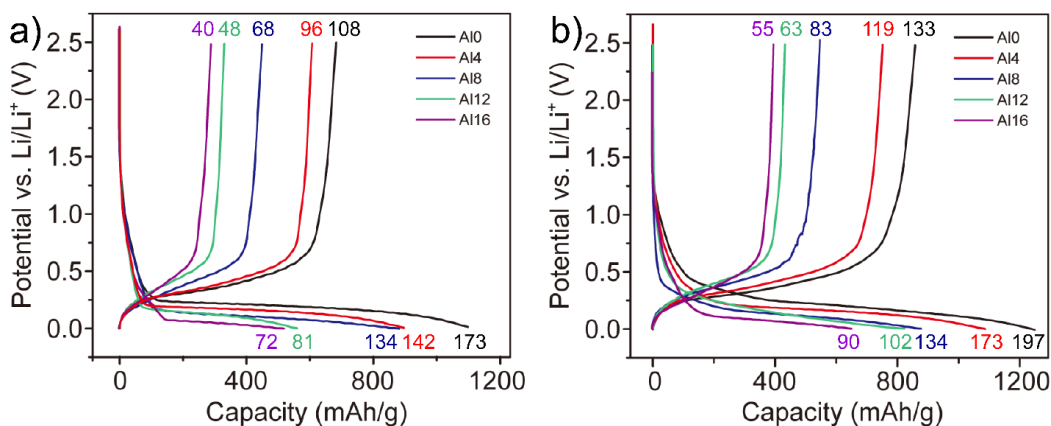 a)
40 48 68 96 108
Al0
Al4
Al8
Al12
Al16
2.5
2.0
1.5
1.0
0.5
0.0
Potential vs. Li/Li⁺ (V)
72 81 134 142 173
0 400 800 1200
Capacity (mAh/g)
b)
55 63 83 119 133
Al0
Al4
Al8
Al12
Al16
2.5
2.0
1.5
1.0
0.5
0.0
Potential vs. Li/Li⁺ (V)
90 102 134 173 197
0 400 800 1200
Capacity (mAh/g)